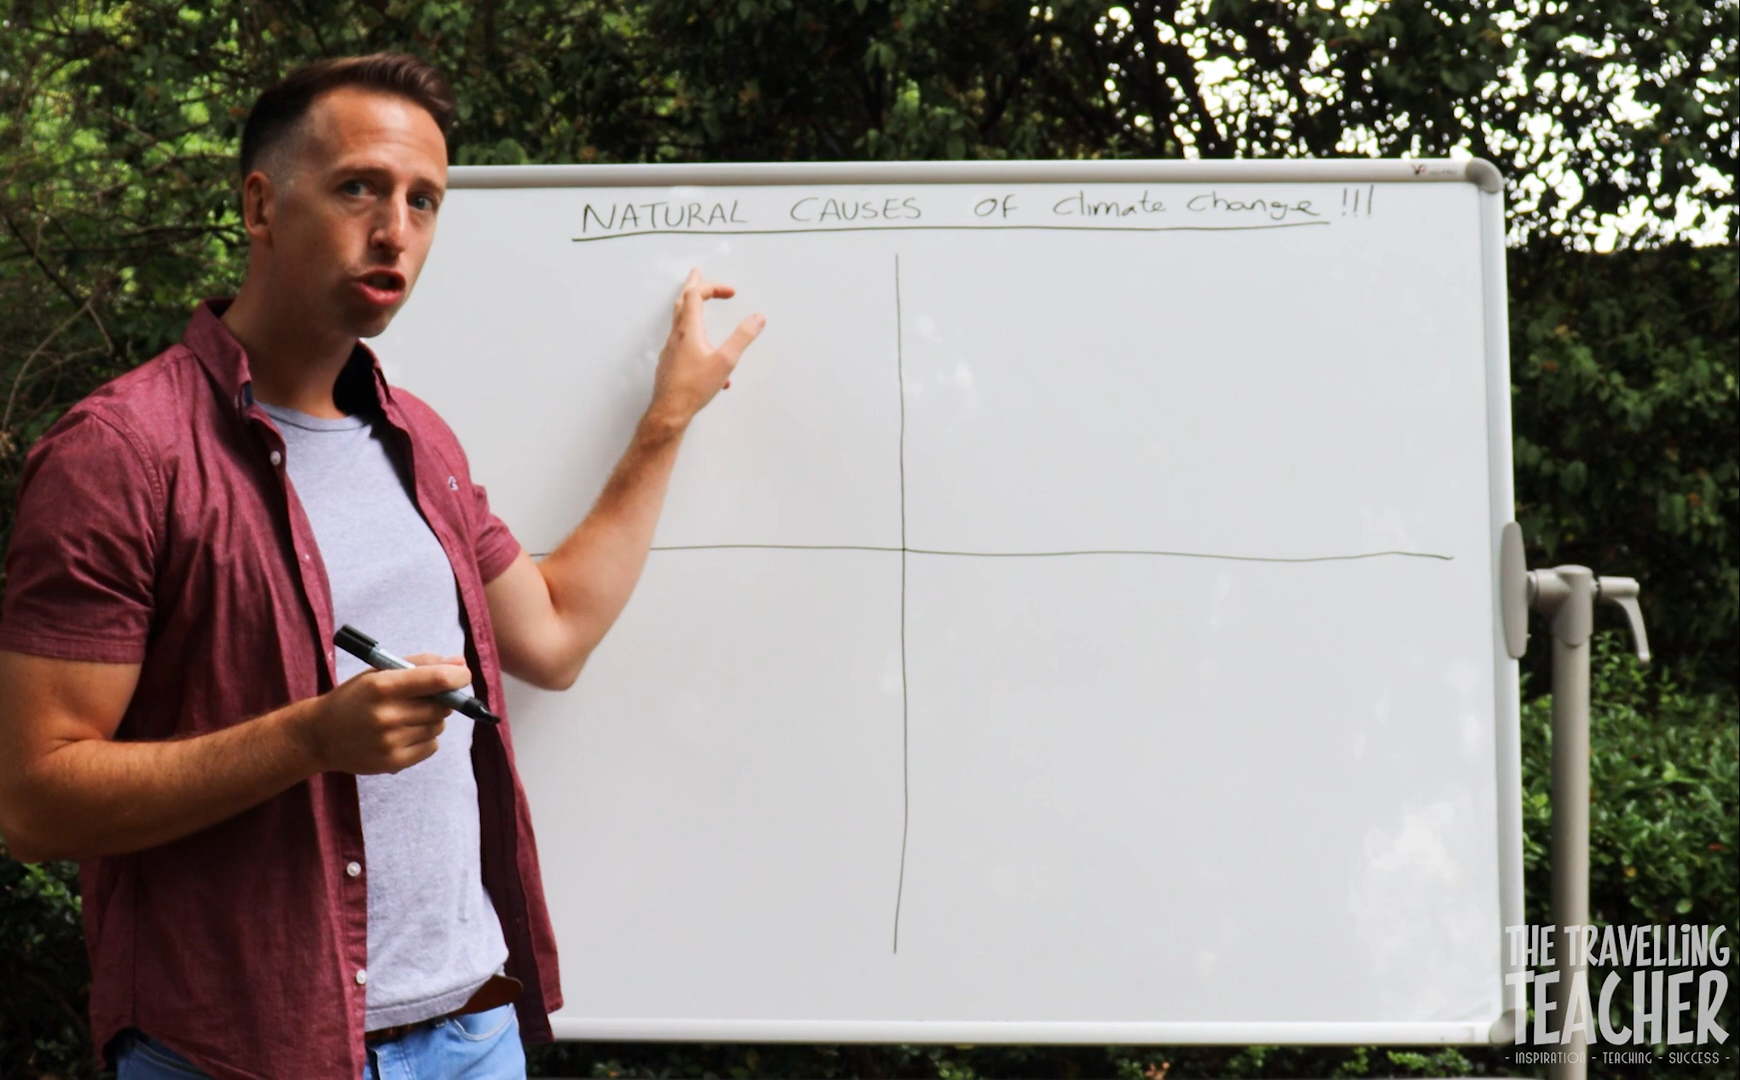 NATURAL CAUSES OF Climate Change !!!
THE TRAVELLiNG
TEACHER
- INSPIRATION - TEACHING - SUCCESS -